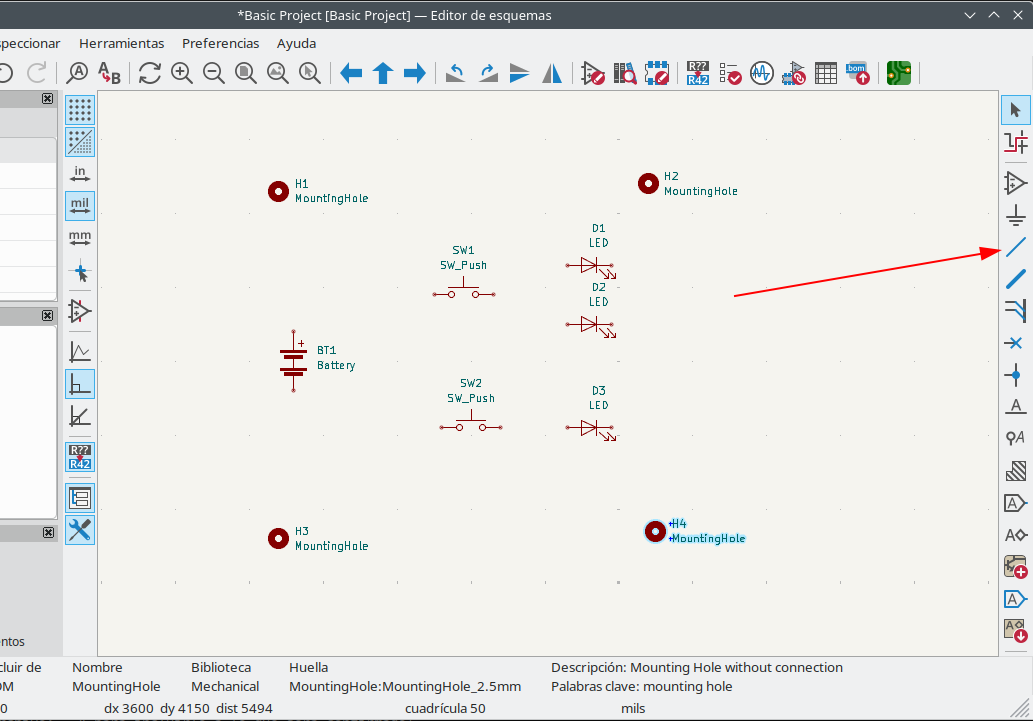 *Basic Project [Basic Project] — Editor de esquemas
speccionar Herramientas Preferencias Ayuda
A
A
B
R??
R42
.bom
in
mil
mm
R??
R42
H1
MountingHole
H2
MountingHole
D1
LED
SW1
SW_Push
D2
LED
+
BT1
Battery
SW2
SW_Push
D3
LED
H3
MountingHole
H4
MountingHole
A
A
A
A
A
A
ntos
cluir de Nombre Biblioteca Huella Descripción: Mounting Hole without connection
OM MountingHole Mechanical MountingHole:MountingHole_2.5mm Palabras clave: mounting hole
0 dx 3600 dy 4150 dist 5494 cuadrícula 50 mils